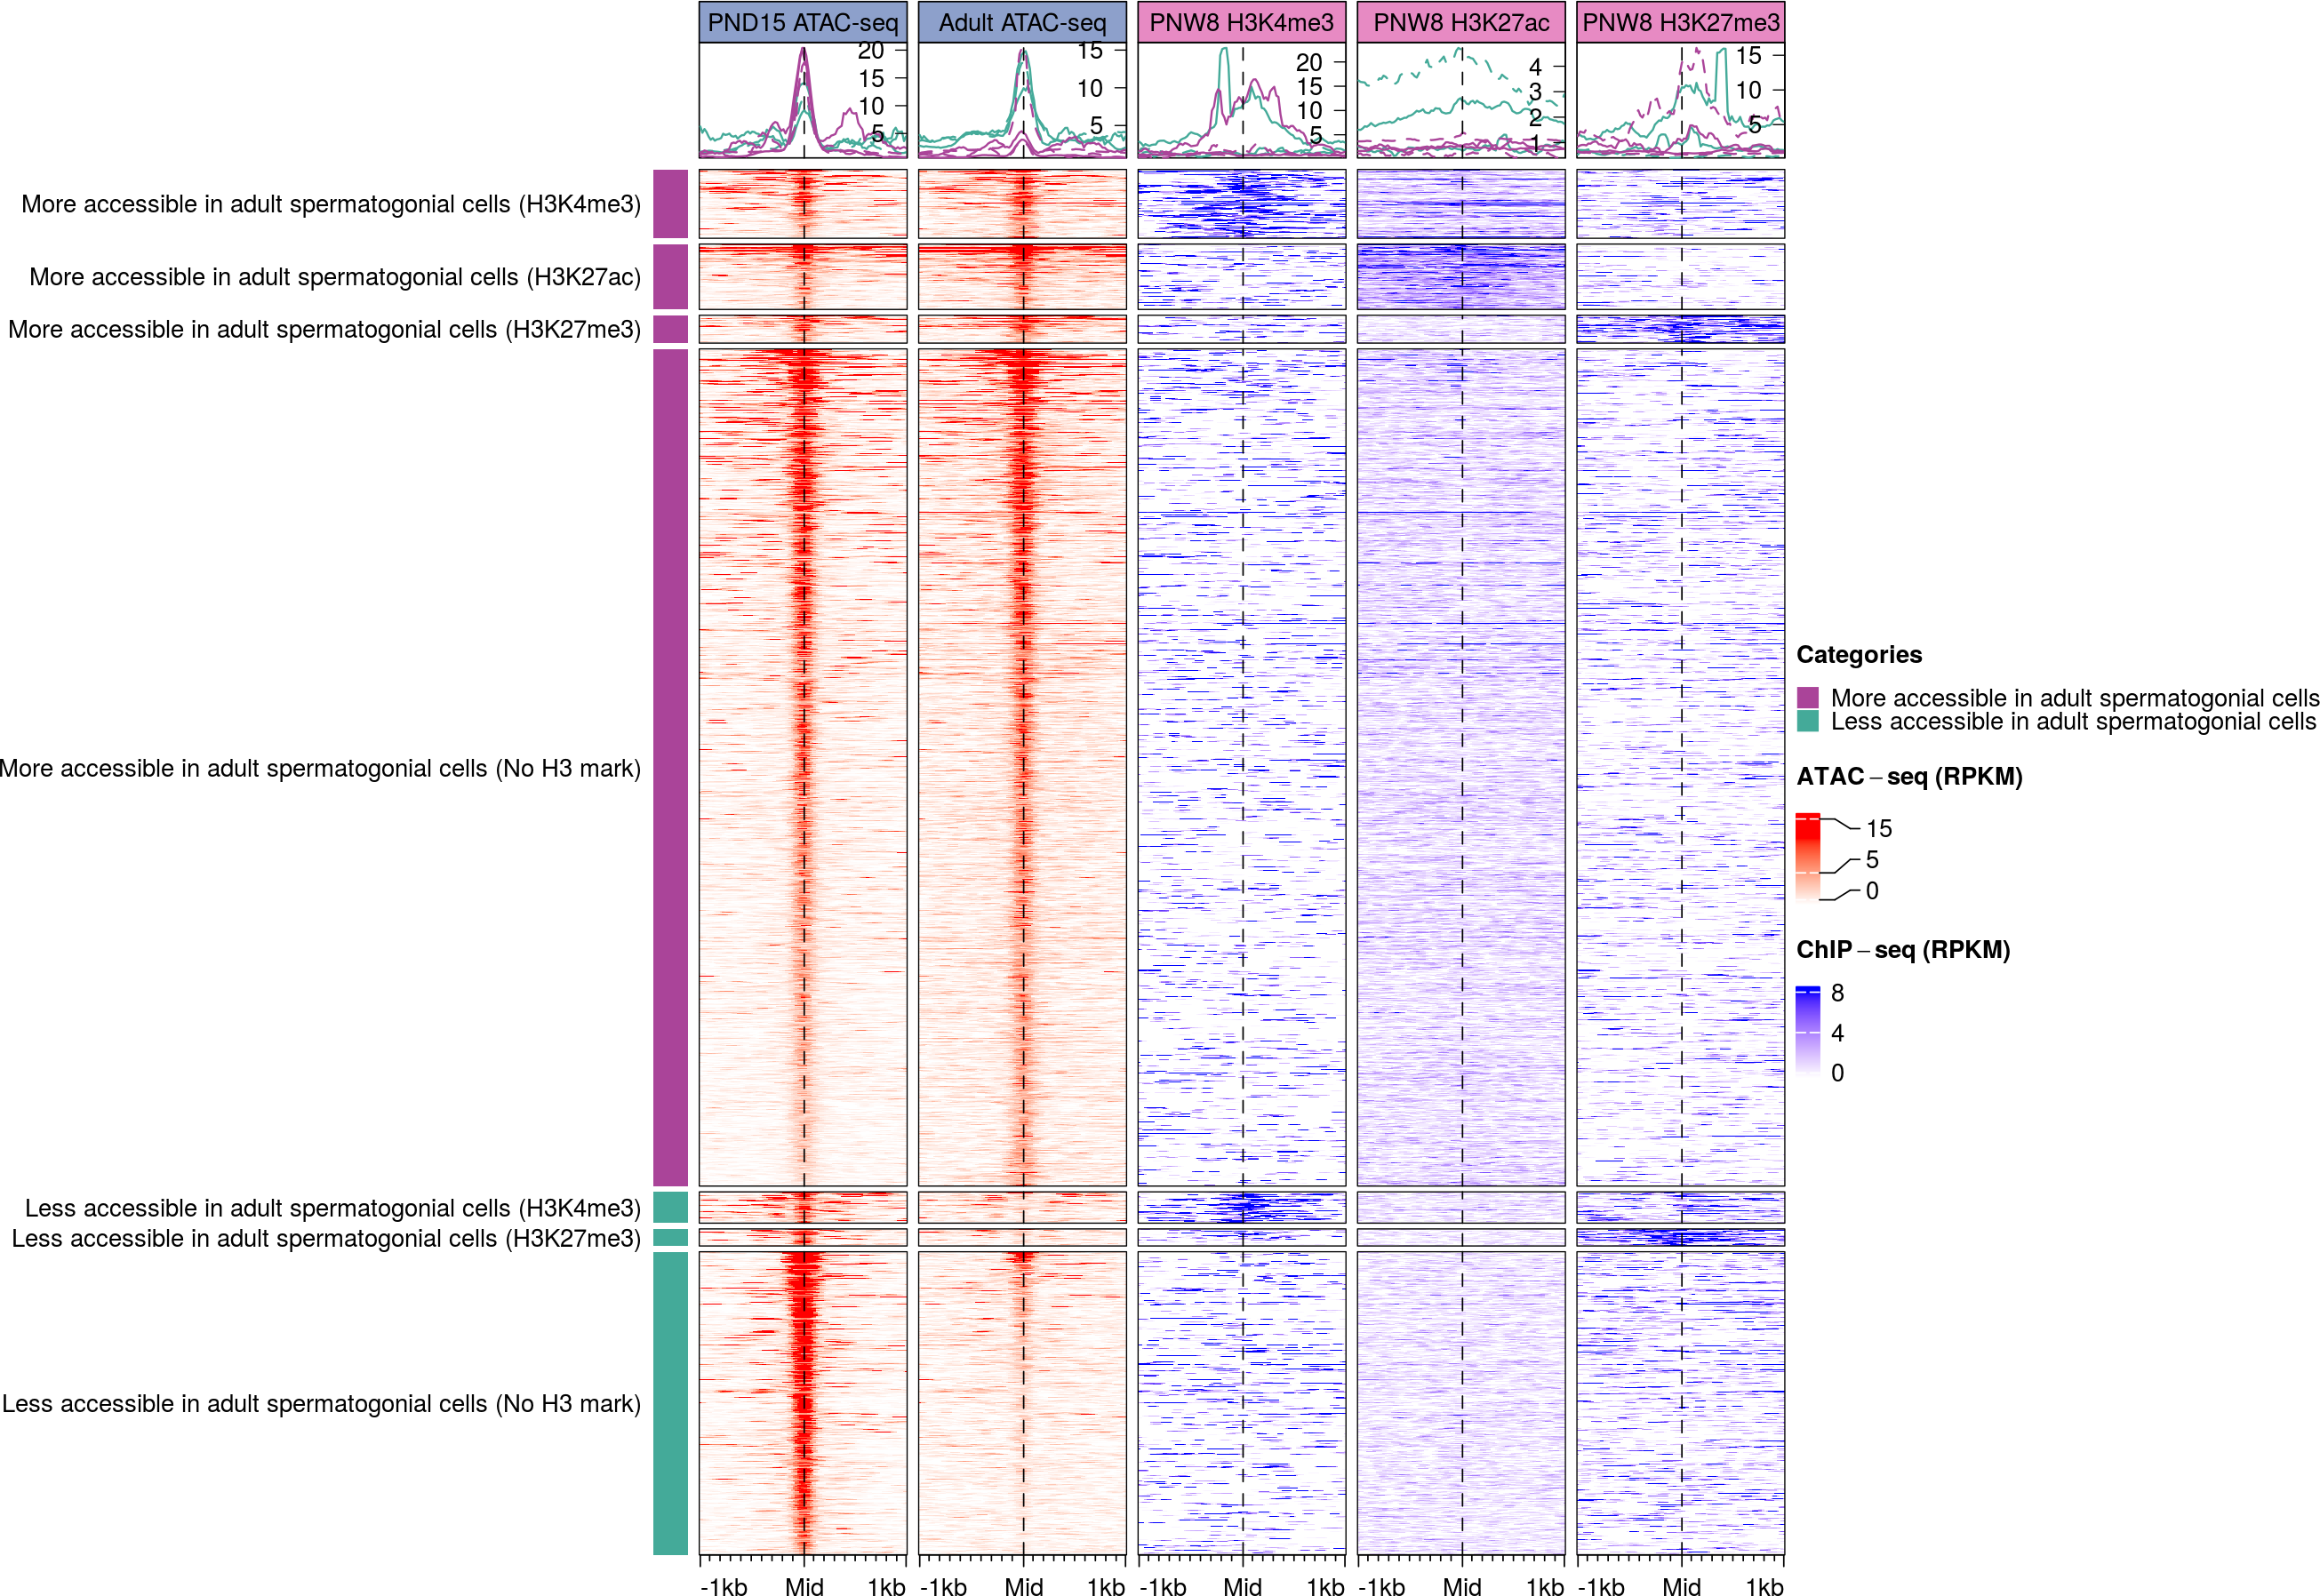 PND15 ATAC-seq Adult ATAC-seq PNW8 H3K4me3 PNW8 H3K27ac PNW8 H3K27me3
20
15
10
5
15
10
5
20
15
10
5
4
3
2
1
15
10
5
More accessible in adult spermatogonial cells (H3K4me3)
More accessible in adult spermatogonial cells (H3K27ac)
More accessible in adult spermatogonial cells (H3K27me3)
More accessible in adult spermatogonial cells (No H3 mark)
Less accessible in adult spermatogonial cells (H3K4me3)
Less accessible in adult spermatogonial cells (H3K27me3)
Less accessible in adult spermatogonial cells (No H3 mark)
-1kb Mid 1kb -1kb Mid 1kb -1kb Mid 1kb -1kb Mid 1kb -1kb Mid 1kb
Categories
More accessible in adult spermatogonial cells
Less accessible in adult spermatogonial cells
ATAC-seq (RPKM)
15
5
0
ChIP-seq (RPKM)
8
4
0